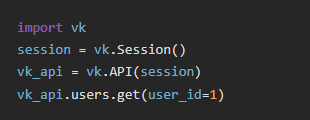 import vk
session = vk.Session()
vk_api = vk.API(session)
vk_api.users.get(user_id=1)